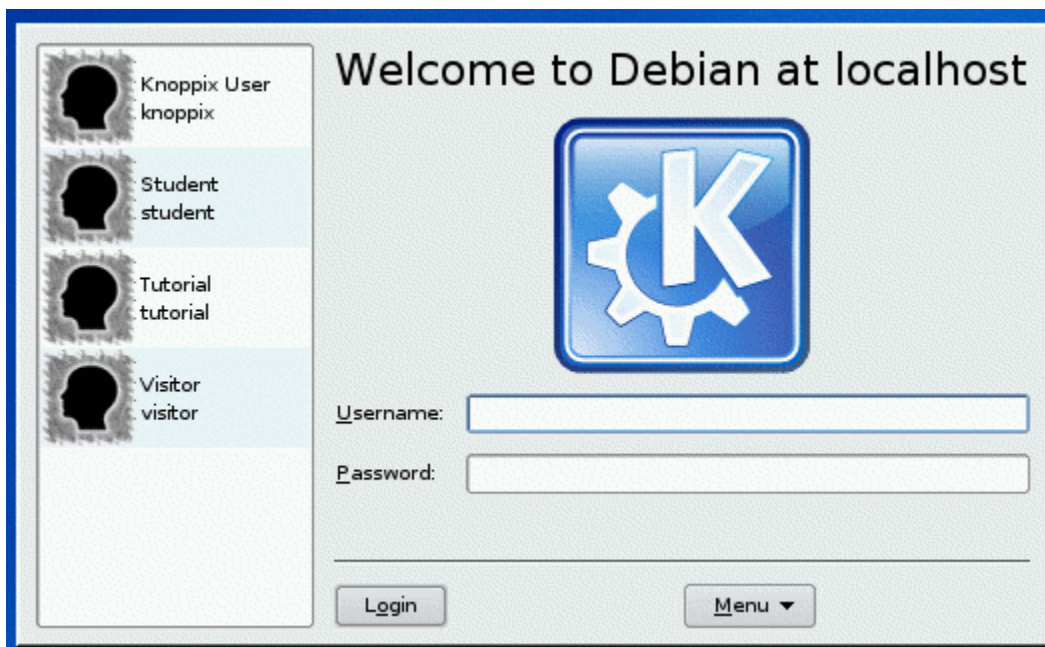 Knoppix User
knoppix
Student
student
Tutorial
tutorial
Visitor
visitor
Welcome to Debian at localhost
K
Username:
Password:
Login
Menu